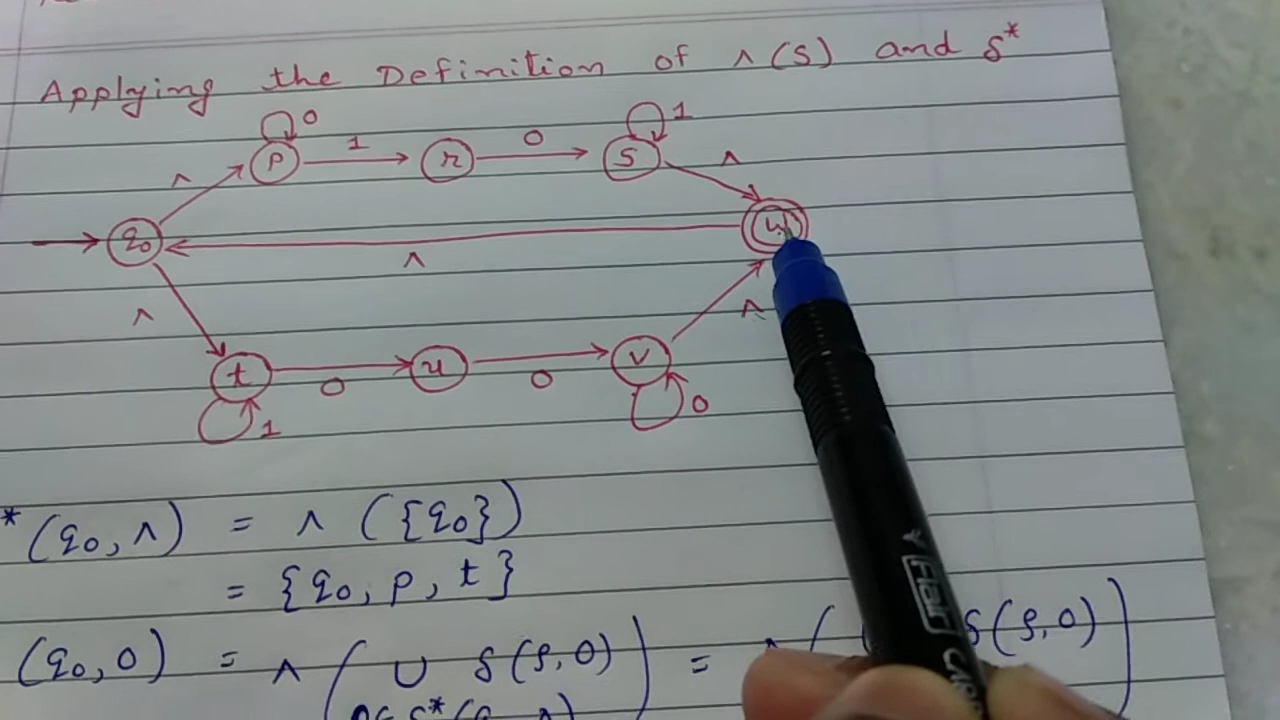 Applying the Definition of ∧(S) and δ*
0 1
p 1 r 0 s ∧
∧
q₀ w
∧
∧ ∧
t 0 u 0 v
1 0
*(q₀, ∧) = ∧ ({q₀})
= {q₀, p, t}
(q₀, 0) = ∧ ( ∪ δ(p, 0) ) = ∧ ( δ(p, 0) )
Flair